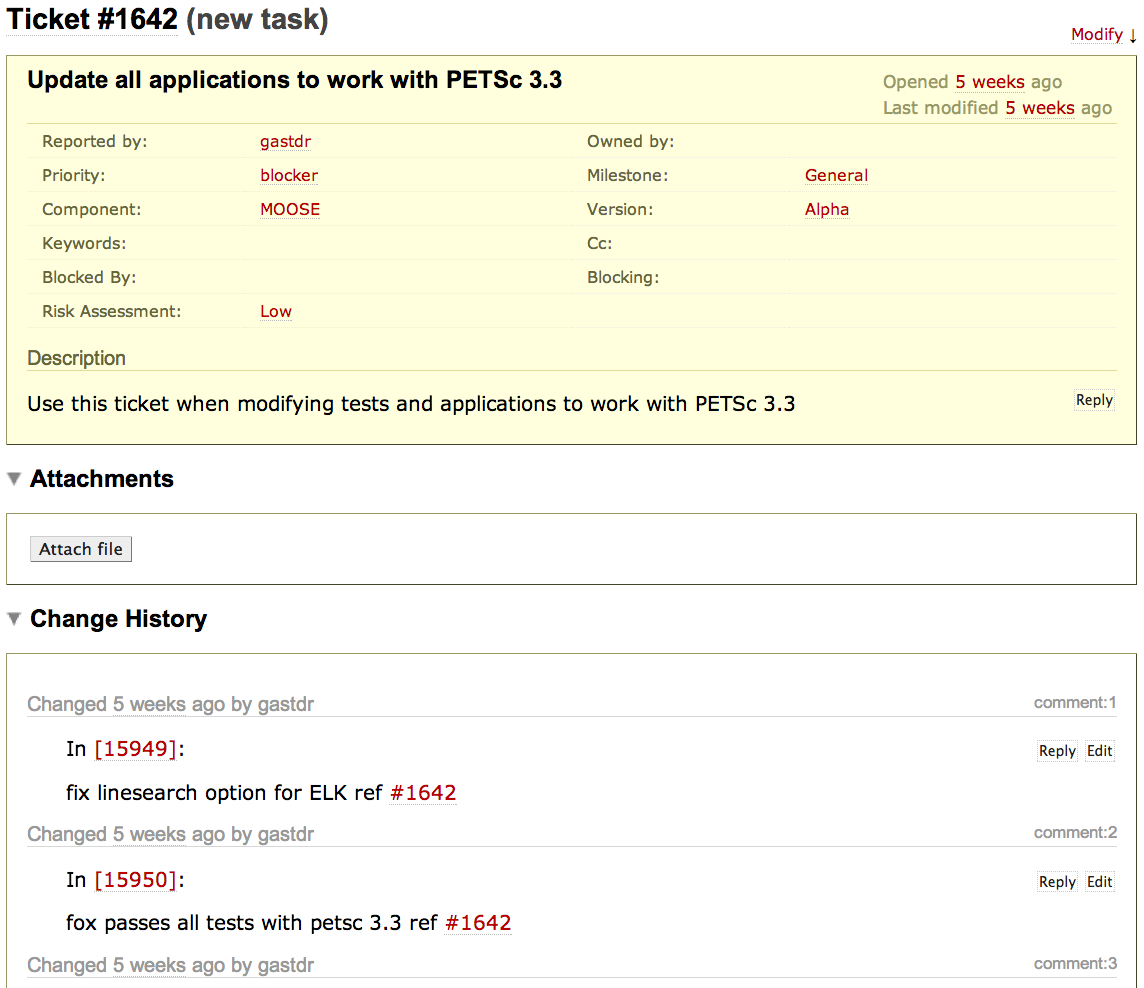 Ticket #1642 (new task)
Modify ↓
Update all applications to work with PETSc 3.3
Opened 5 weeks ago
Last modified 5 weeks ago
Reported by: gastdr Owned by:
Priority: blocker Milestone: General
Component: MOOSE Version: Alpha
Keywords: Cc:
Blocked By: Blocking:
Risk Assessment: Low
Description
Use this ticket when modifying tests and applications to work with PETSc 3.3 Reply
Attachments
Attach file
Change History
Changed 5 weeks ago by gastdr comment:1
In [15949]: Reply Edit
fix linesearch option for ELK ref #1642
Changed 5 weeks ago by gastdr comment:2
In [15950]: Reply Edit
fox passes all tests with petsc 3.3 ref #1642
Changed 5 weeks ago by gastdr comment:3